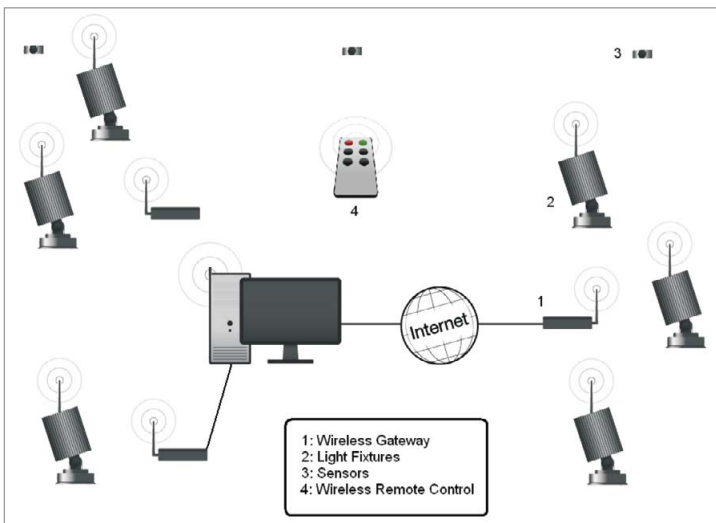 3
4
2
1
Internet
1: Wireless Gateway
2: Light Fixtures
3: Sensors
4: Wireless Remote Control